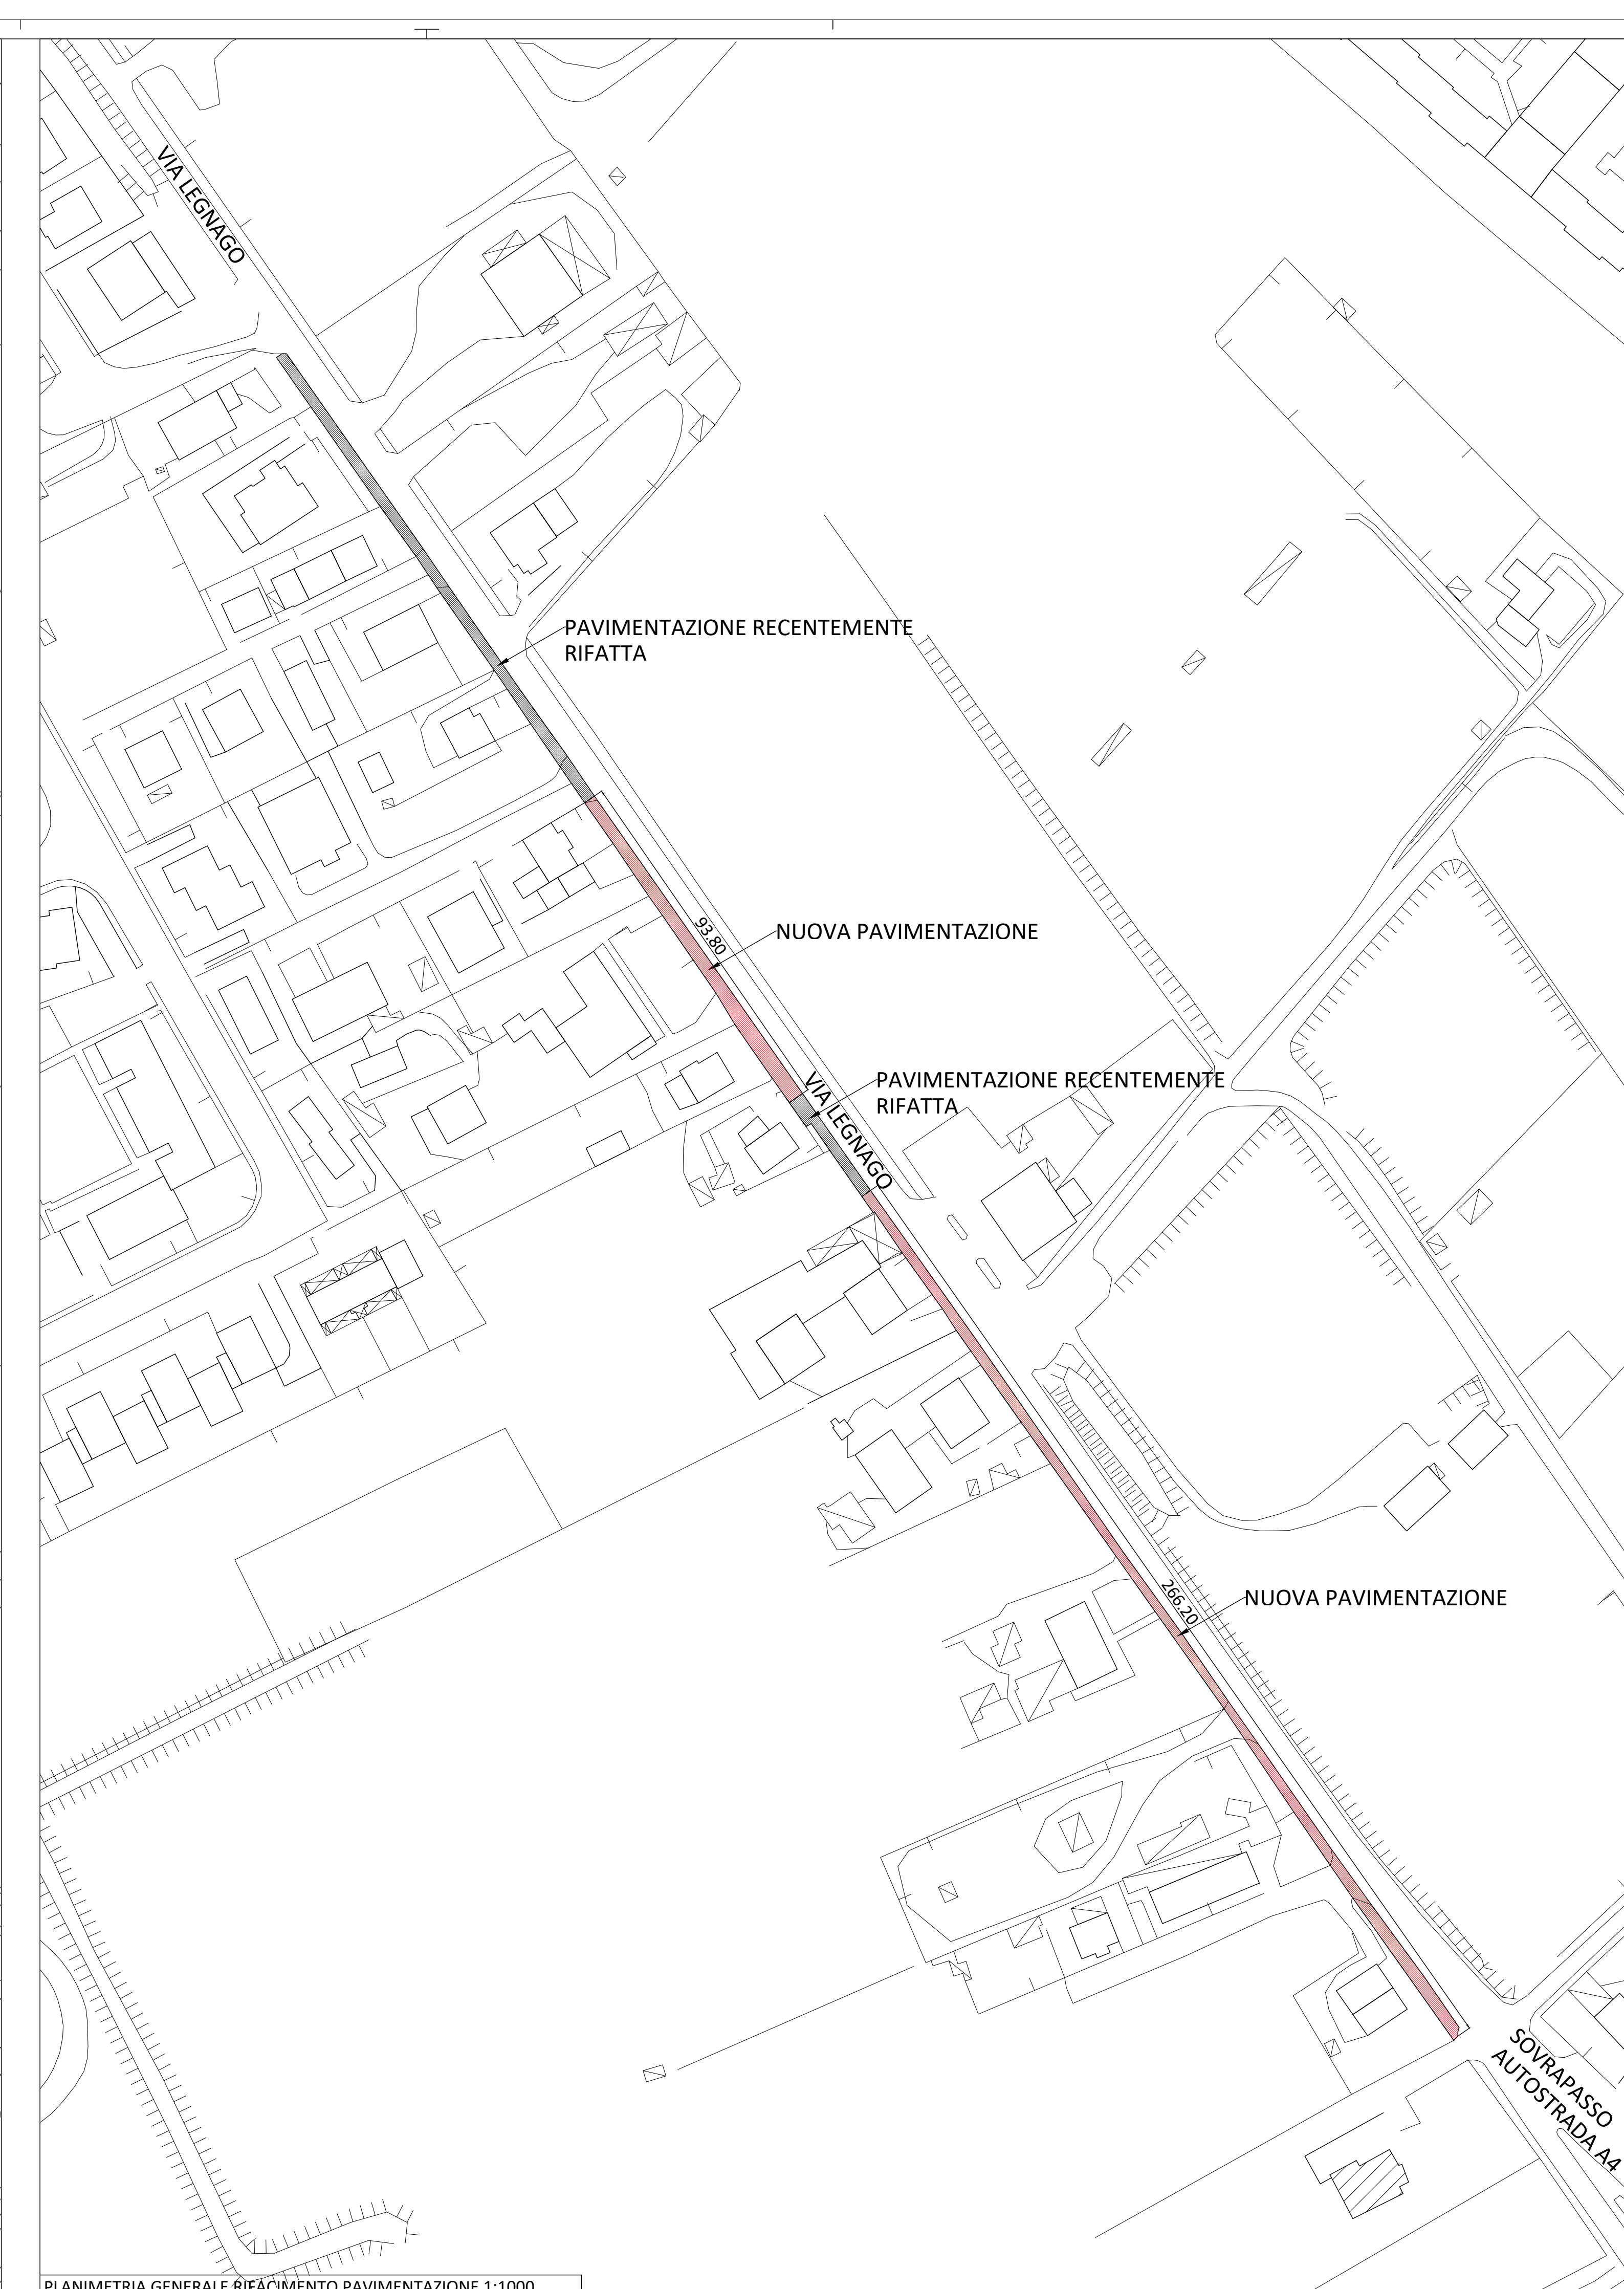 VIA LEGNAGO
PAVIMENTAZIONE RECENTEMENTE
RIFATTA
93.80
NUOVA PAVIMENTAZIONE
VIA LEGNAGO
PAVIMENTAZIONE RECENTEMENTE
RIFATTA
266.20
NUOVA PAVIMENTAZIONE
SOVRAPASSO
AUTOSTRADA A4
PLANIMETRIA GENERALE RIFACIMENTO PAVIMENTAZIONE 1:1000